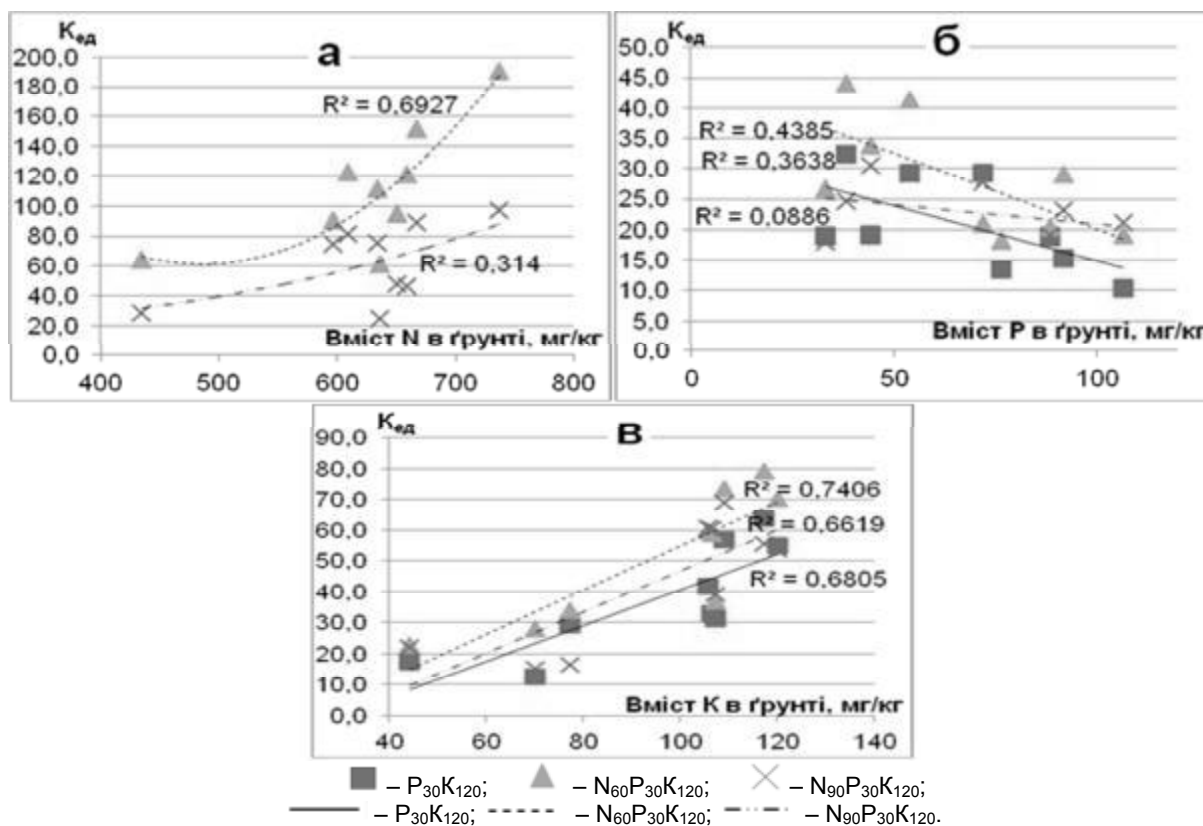 Кед
а
200,0
180,0
160,0
140,0
120,0
100,0
80,0
60,0
40,0
20,0
0,0
R² = 0,6927
R² = 0,314
Вміст N в ґрунті, мг/кг
400 500 600 700 800
Кед
б
50,0
45,0
40,0
35,0
30,0
25,0
20,0
15,0
10,0
5,0
0,0
R² = 0,4385
R² = 0,3638
R² = 0,0886
Вміст Р в ґрунті, мг/кг
0 50 100
Кед
в
90,0
80,0
70,0
60,0
50,0
40,0
30,0
20,0
10,0
0,0
R² = 0,7406
R² = 0,6619
R² = 0,6805
Вміст К в ґрунті, мг/кг
40 60 80 100 120 140
– P₃₀K₁₂₀; – N₆₀P₃₀K₁₂₀; – N₉₀P₃₀K₁₂₀;
– P₃₀K₁₂₀; – N₆₀P₃₀K₁₂₀; – N₉₀P₃₀K₁₂₀.